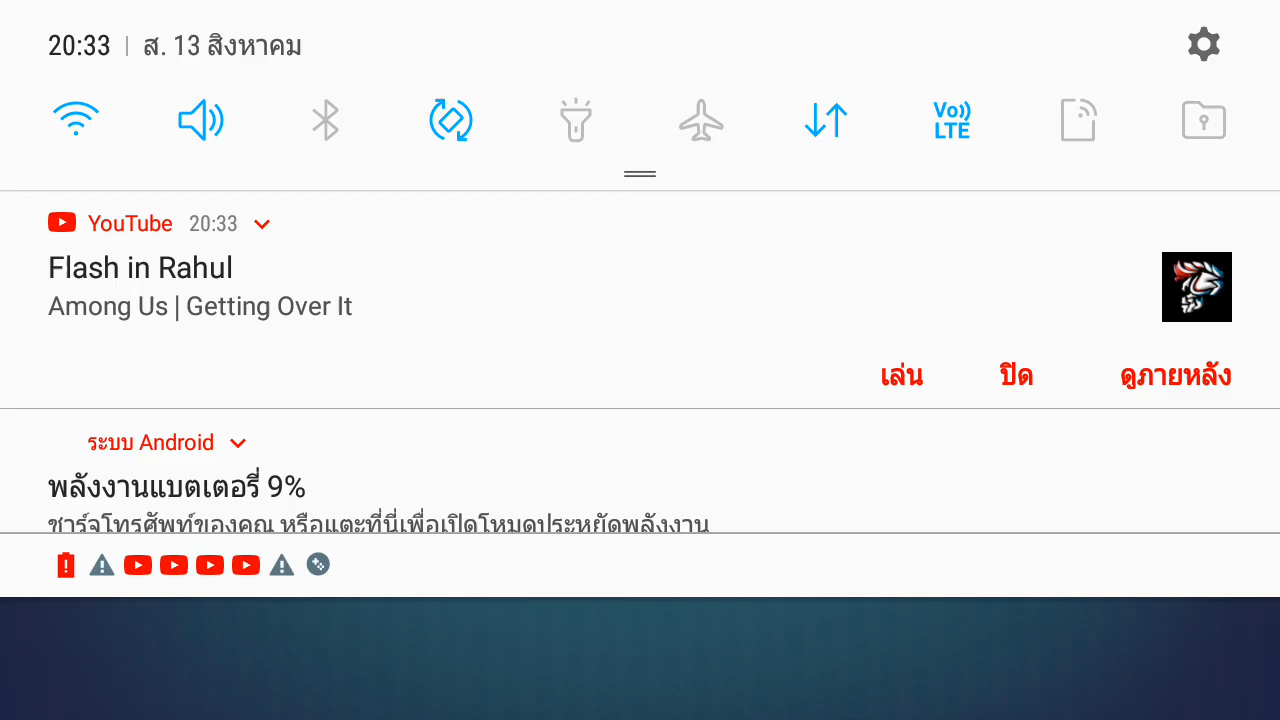 20:33 | ส. 13 สิงหาคม
Vo))
LTE
YouTube 20:33
Flash in Rahul
Among Us | Getting Over It
เล่น ปิด ดูภายหลัง
ระบบ Android
พลังงานแบตเตอรี่ 9%
ชาร์จโทรศัพท์ของคุณ หรือแตะที่นี่เพื่อเปิดโหมดประหยัดพลังงาน